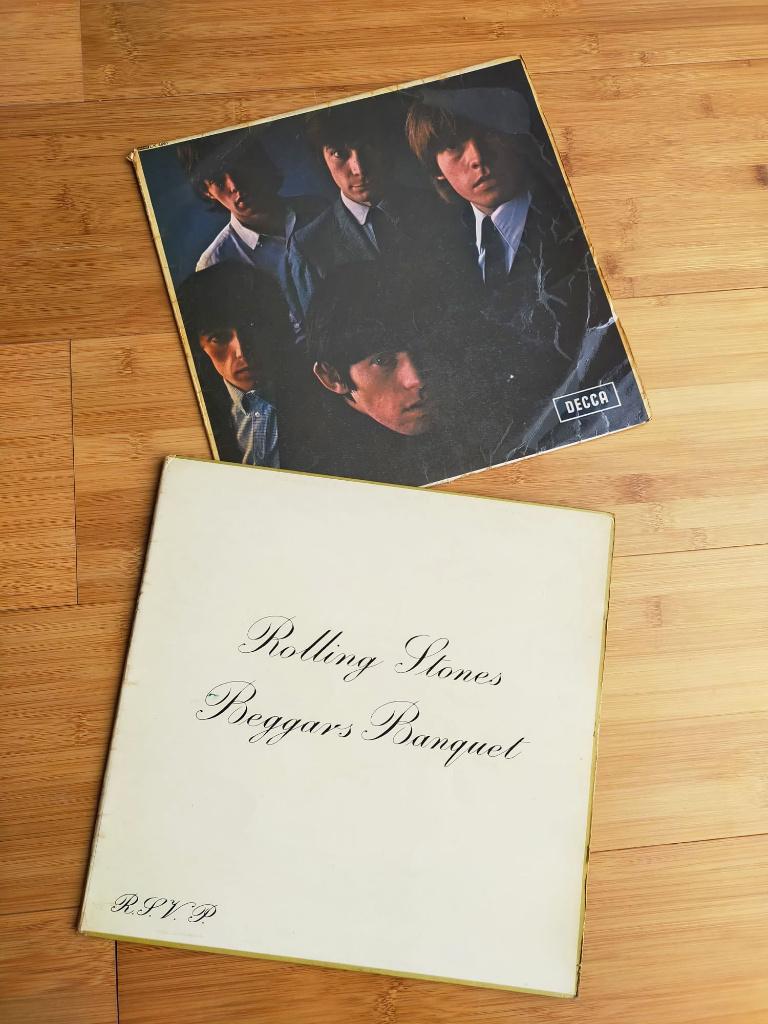 DECCA
Rolling Stones
Beggars Banquet
R.S.V.P.